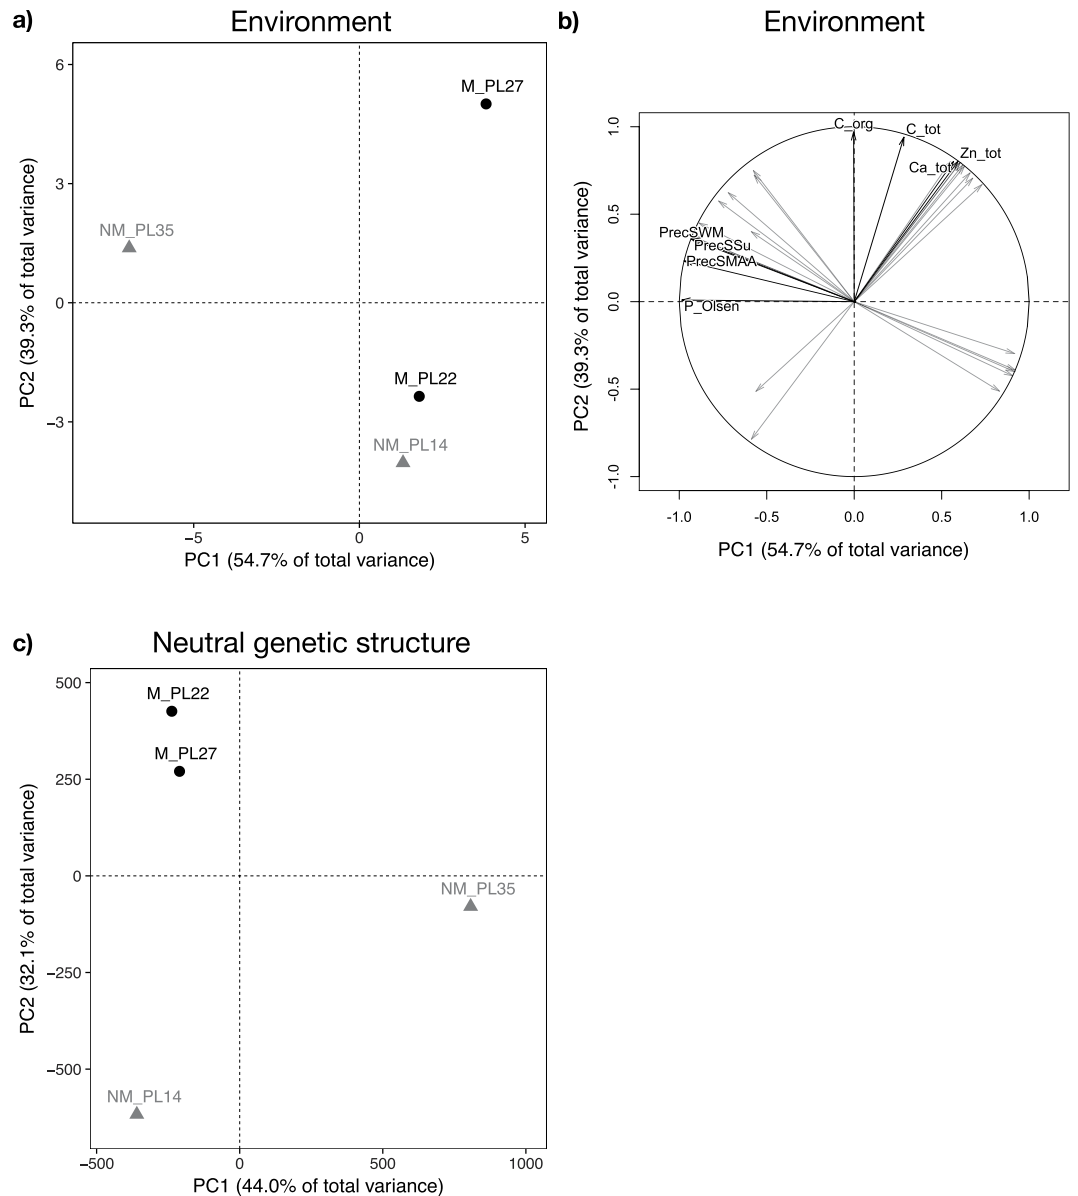 a)
Environment
6
3
0
−3
−5
0
5
M_PL27
NM_PL35
M_PL22
NM_PL14
PC2 (39.3% of total variance)
PC1 (54.7% of total variance)
b)
Environment
1.0
0.5
0.0
-0.5
-1.0
-1.0
-0.5
0.0
0.5
1.0
C_org
C_tot
Zn_tot
Ca_tot
PrecSWM
PrecSSu
PrecSMAA
P_Olsen
PC2 (39.3% of total variance)
PC1 (54.7% of total variance)
c)
Neutral genetic structure
500
250
0
−250
−500
−500
0
500
1000
M_PL22
M_PL27
NM_PL35
NM_PL14
PC2 (32.1% of total variance)
PC1 (44.0% of total variance)